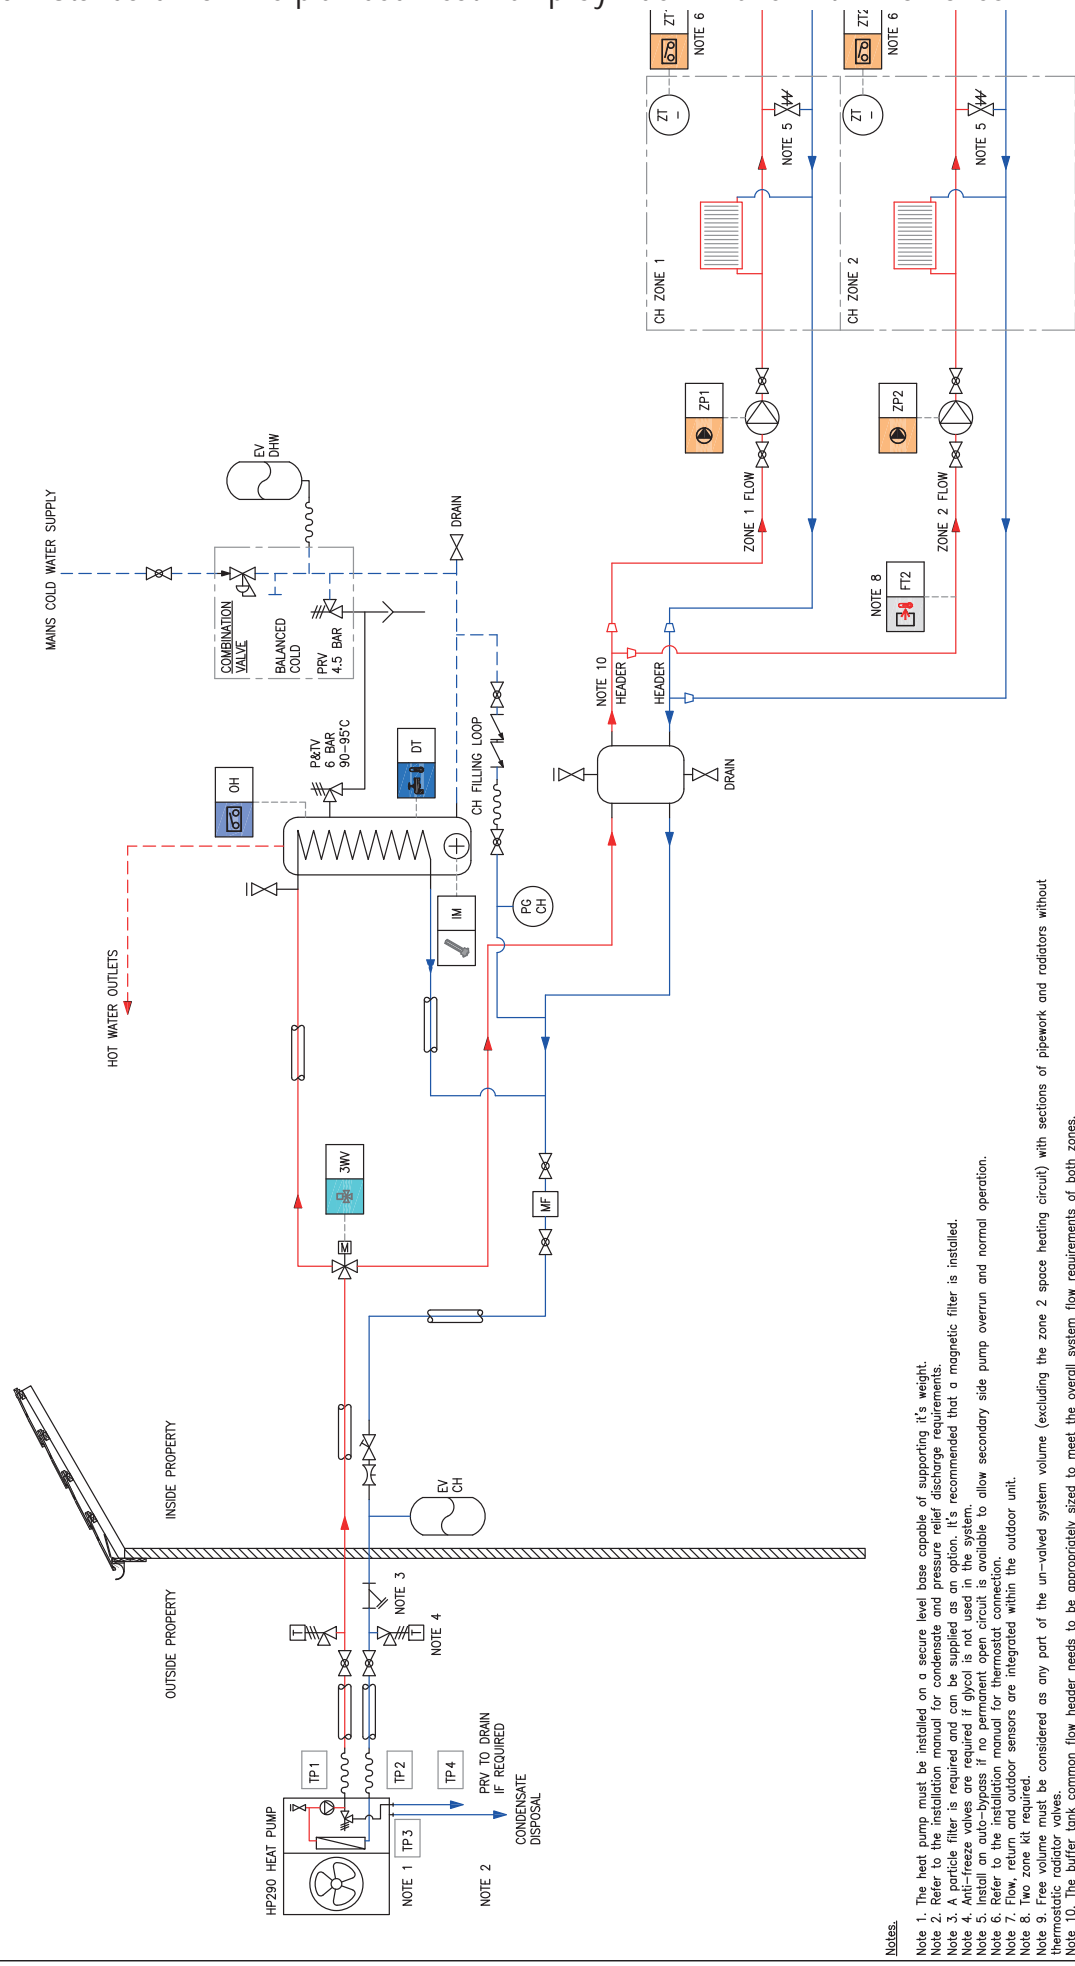 MAINS COLD WATER SUPPLY
EV
DHW
COMBINATION
VALVE
BALANCED
COLD
PRV
4.5 BAR
DRAIN
HOT WATER OUTLETS
OH
P&TV
6 BAR
90-95°C
DT
IM
CH FILLING LOOP
PG
CH
3WV
M
MF
INSIDE PROPERTY
OUTSIDE PROPERTY
EV
CH
T
T
NOTE 3
NOTE 4
HP290 HEAT PUMP
TP1
TP2
TP3
TP4
NOTE 1
NOTE 2
PRV TO DRAIN
IF REQUIRED
CONDENSATE
DISPOSAL
NOTE 10
HEADER
HEADER
DRAIN
ZONE 1 FLOW
ZP1
CH ZONE 1
NOTE 5
ZT
NOTE 6
NOTE 8
FT2
ZONE 2 FLOW
ZP2
CH ZONE 2
NOTE 5
ZT
ZT2
NOTE 6
Notes.
Note 1. The heat pump must be installed on a secure level base capable of supporting it's weight.
Note 2. Refer to the installation manual for condensate and pressure relief discharge requirements.
Note 3. A particle filter is required and can be supplied as an option. It's recommended that a magnetic filter is installed.
Note 4. Anti-freeze valves are required if glycol is not used in the system.
Note 5. Install an auto-bypass if no permanent open circuit is available to allow secondary side pump overrun and normal operation.
Note 6. Refer to the installation manual for thermostat connection.
Note 7. Flow, return and outdoor sensors are integrated within the outdoor unit.
Note 8. Two zone kit required.
Note 9. Free volume must be considered as any part of the un-valved system volume (excluding the zone 2 space heating circuit) with sections of pipework and radiators without
thermostatic radiator valves.
Note 10. The buffer tank common flow header needs to be appropriately sized to meet the overall system flow requirements of both zones.